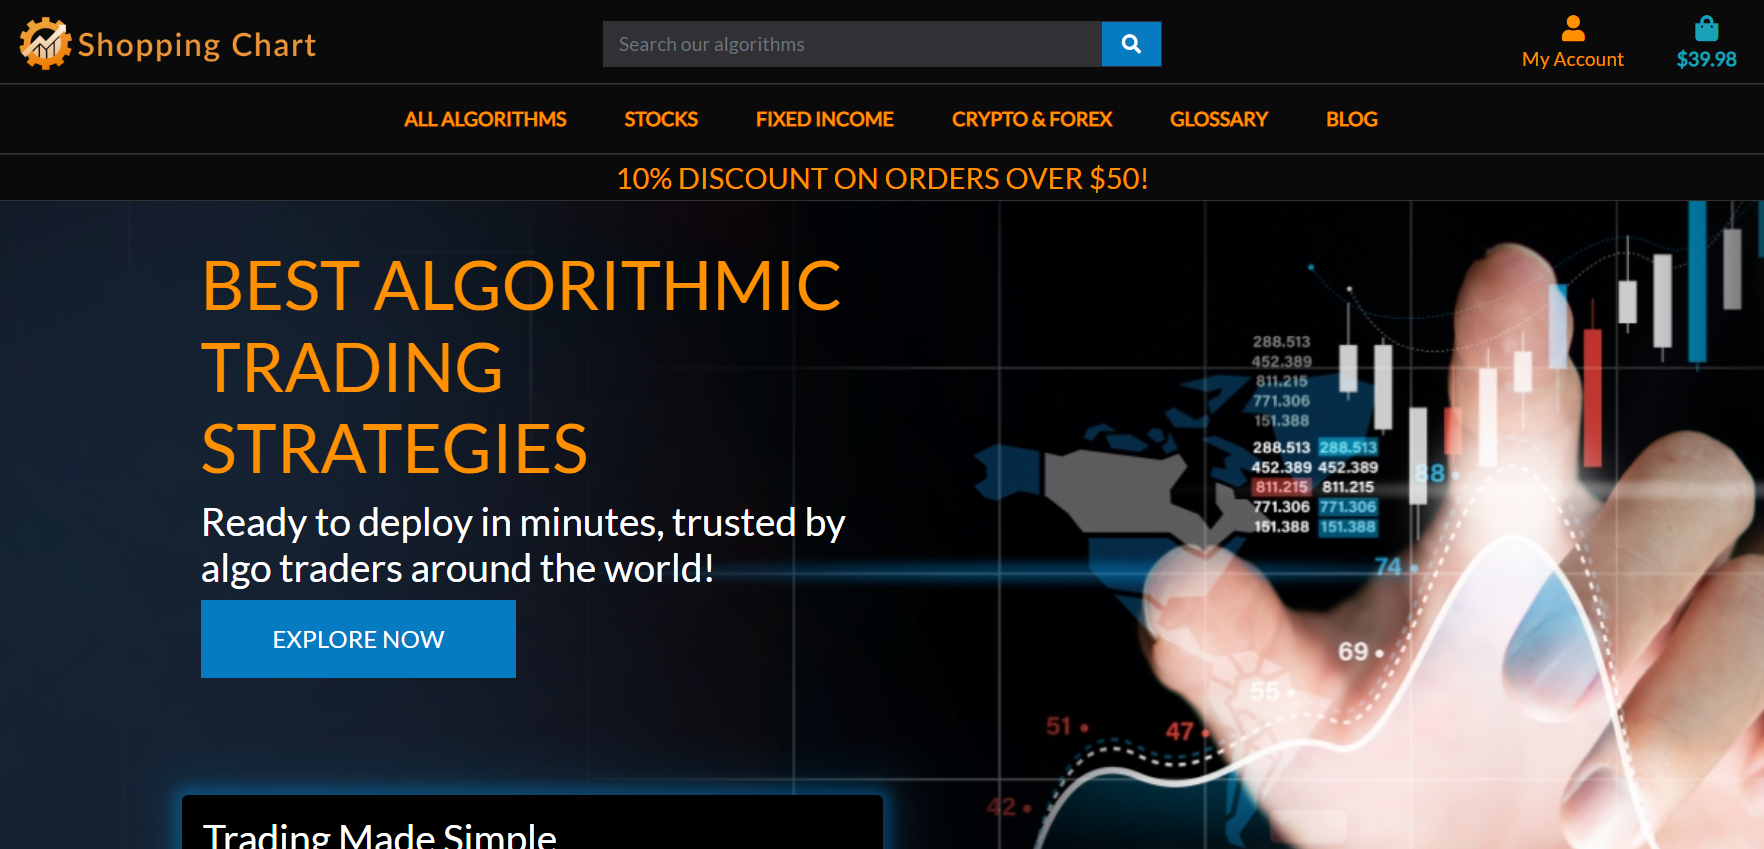 Shopping Chart
Search our algorithms
My Account
$39.98
ALL ALGORITHMS
STOCKS
FIXED INCOME
CRYPTO & FOREX
GLOSSARY
BLOG
10% DISCOUNT ON ORDERS OVER $50!
BEST ALGORITHMIC
TRADING
STRATEGIES
Ready to deploy in minutes, trusted by
algo traders around the world!
EXPLORE NOW
Trading Made Simple
288.513
452.389
811.215
771.306
151.388
288.513 288.513
452.389 452.389
811.215 811.215
771.306 771.306
151.388 151.388
88
74
69
55
51
47
42